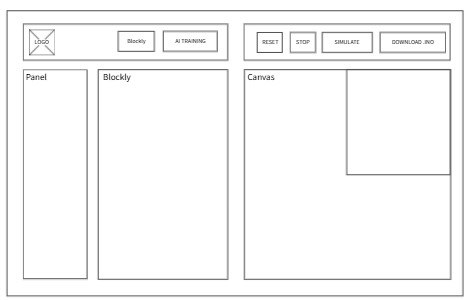 LOGO
Blockly
AI TRAINING
RESET
STOP
SIMULATE
DOWNLOAD .INO
Panel
Blockly
Canvas